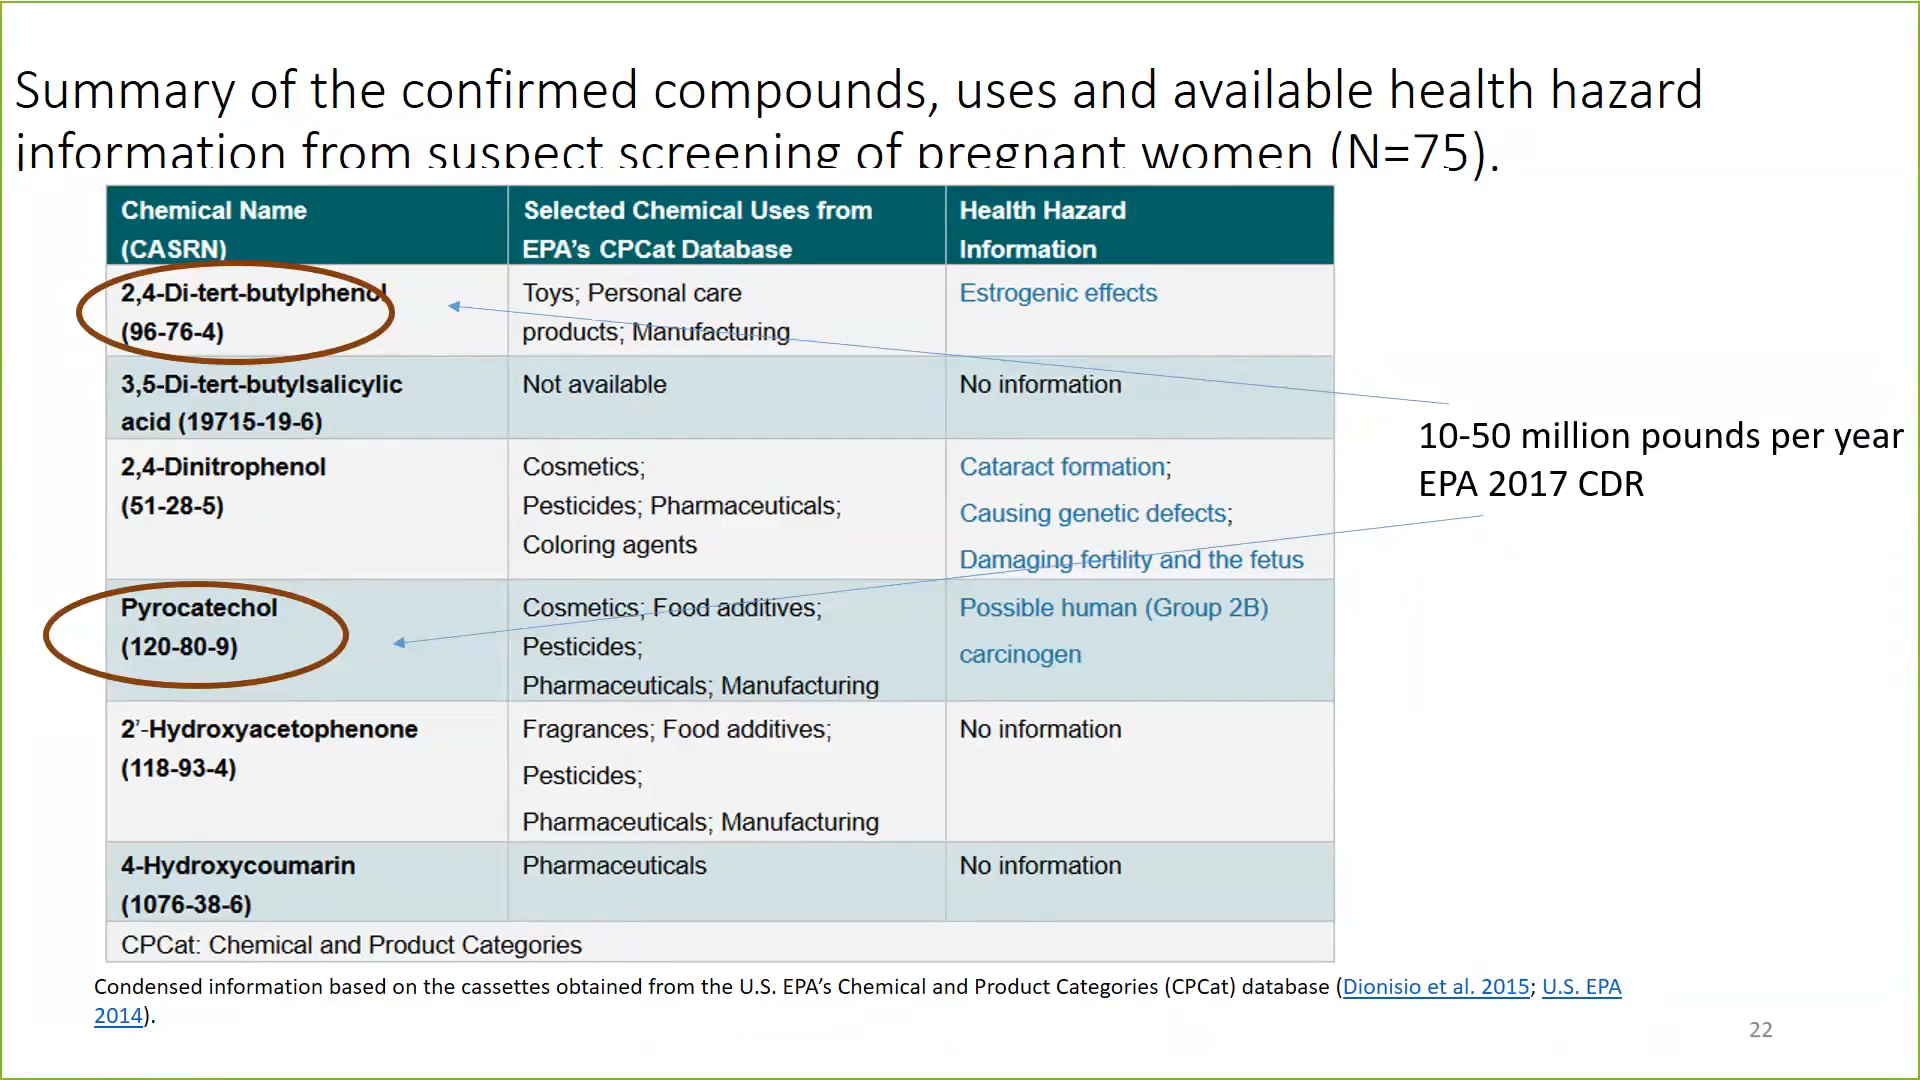 Summary of the confirmed compounds, uses and available health hazard
information from suspect screening of pregnant women (N=75).
Chemical Name
(CASRN)
Selected Chemical Uses from
EPA's CPCat Database
Health Hazard
Information
2,4-Di-tert-butylphenol
(96-76-4)
Toys; Personal care
products; Manufacturing
Estrogenic effects
3,5-Di-tert-butylsalicylic
acid (19715-19-6)
Not available
No information
2,4-Dinitrophenol
(51-28-5)
Cosmetics;
Pesticides; Pharmaceuticals;
Coloring agents
Cataract formation;
Causing genetic defects;
Damaging fertility and the fetus
Pyrocatechol
(120-80-9)
Cosmetics; Food additives;
Pesticides;
Pharmaceuticals; Manufacturing
Possible human (Group 2B)
carcinogen
2’-Hydroxyacetophenone
(118-93-4)
Fragrances; Food additives;
Pesticides;
Pharmaceuticals; Manufacturing
No information
4-Hydroxycoumarin
(1076-38-6)
Pharmaceuticals
No information
CPCat: Chemical and Product Categories
10-50 million pounds per year
EPA 2017 CDR
Condensed information based on the cassettes obtained from the U.S. EPA’s Chemical and Product Categories (CPCat) database (Dionisio et al. 2015; U.S. EPA
2014).
22